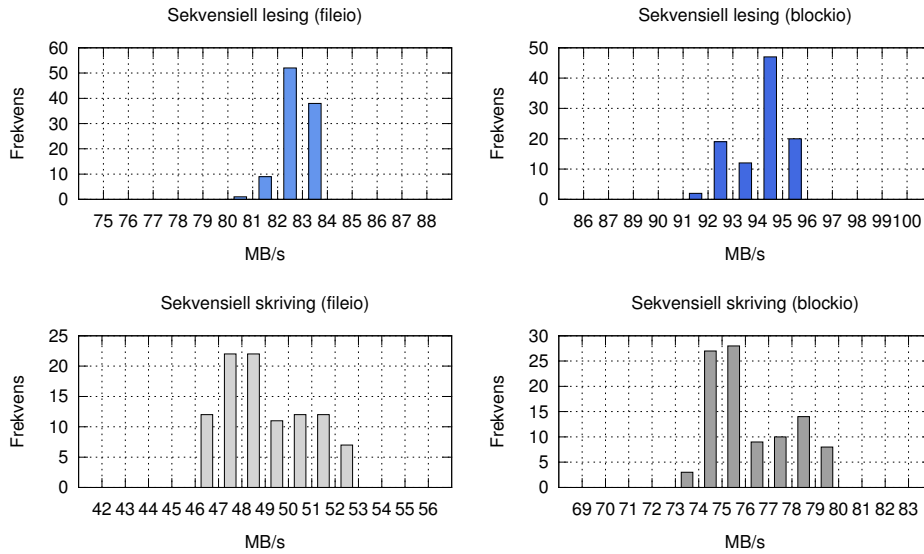 Sekvensiell lesing (fileio)
Frekvens
60
50
40
30
20
10
0
75 76 77 78 79 80 81 82 83 84 85 86 87 88
MB/s
Sekvensiell lesing (blockio)
Frekvens
50
40
30
20
10
0
86 87 89 90 91 92 93 94 95 96 97 98 99 100
MB/s
Sekvensiell skriving (fileio)
Frekvens
25
20
15
10
5
0
42 43 44 45 46 47 48 49 50 51 52 53 54 55 56
MB/s
Sekvensiell skriving (blockio)
Frekvens
30
25
20
15
10
5
0
69 70 71 72 73 74 75 76 77 78 79 80 81 82 83
MB/s